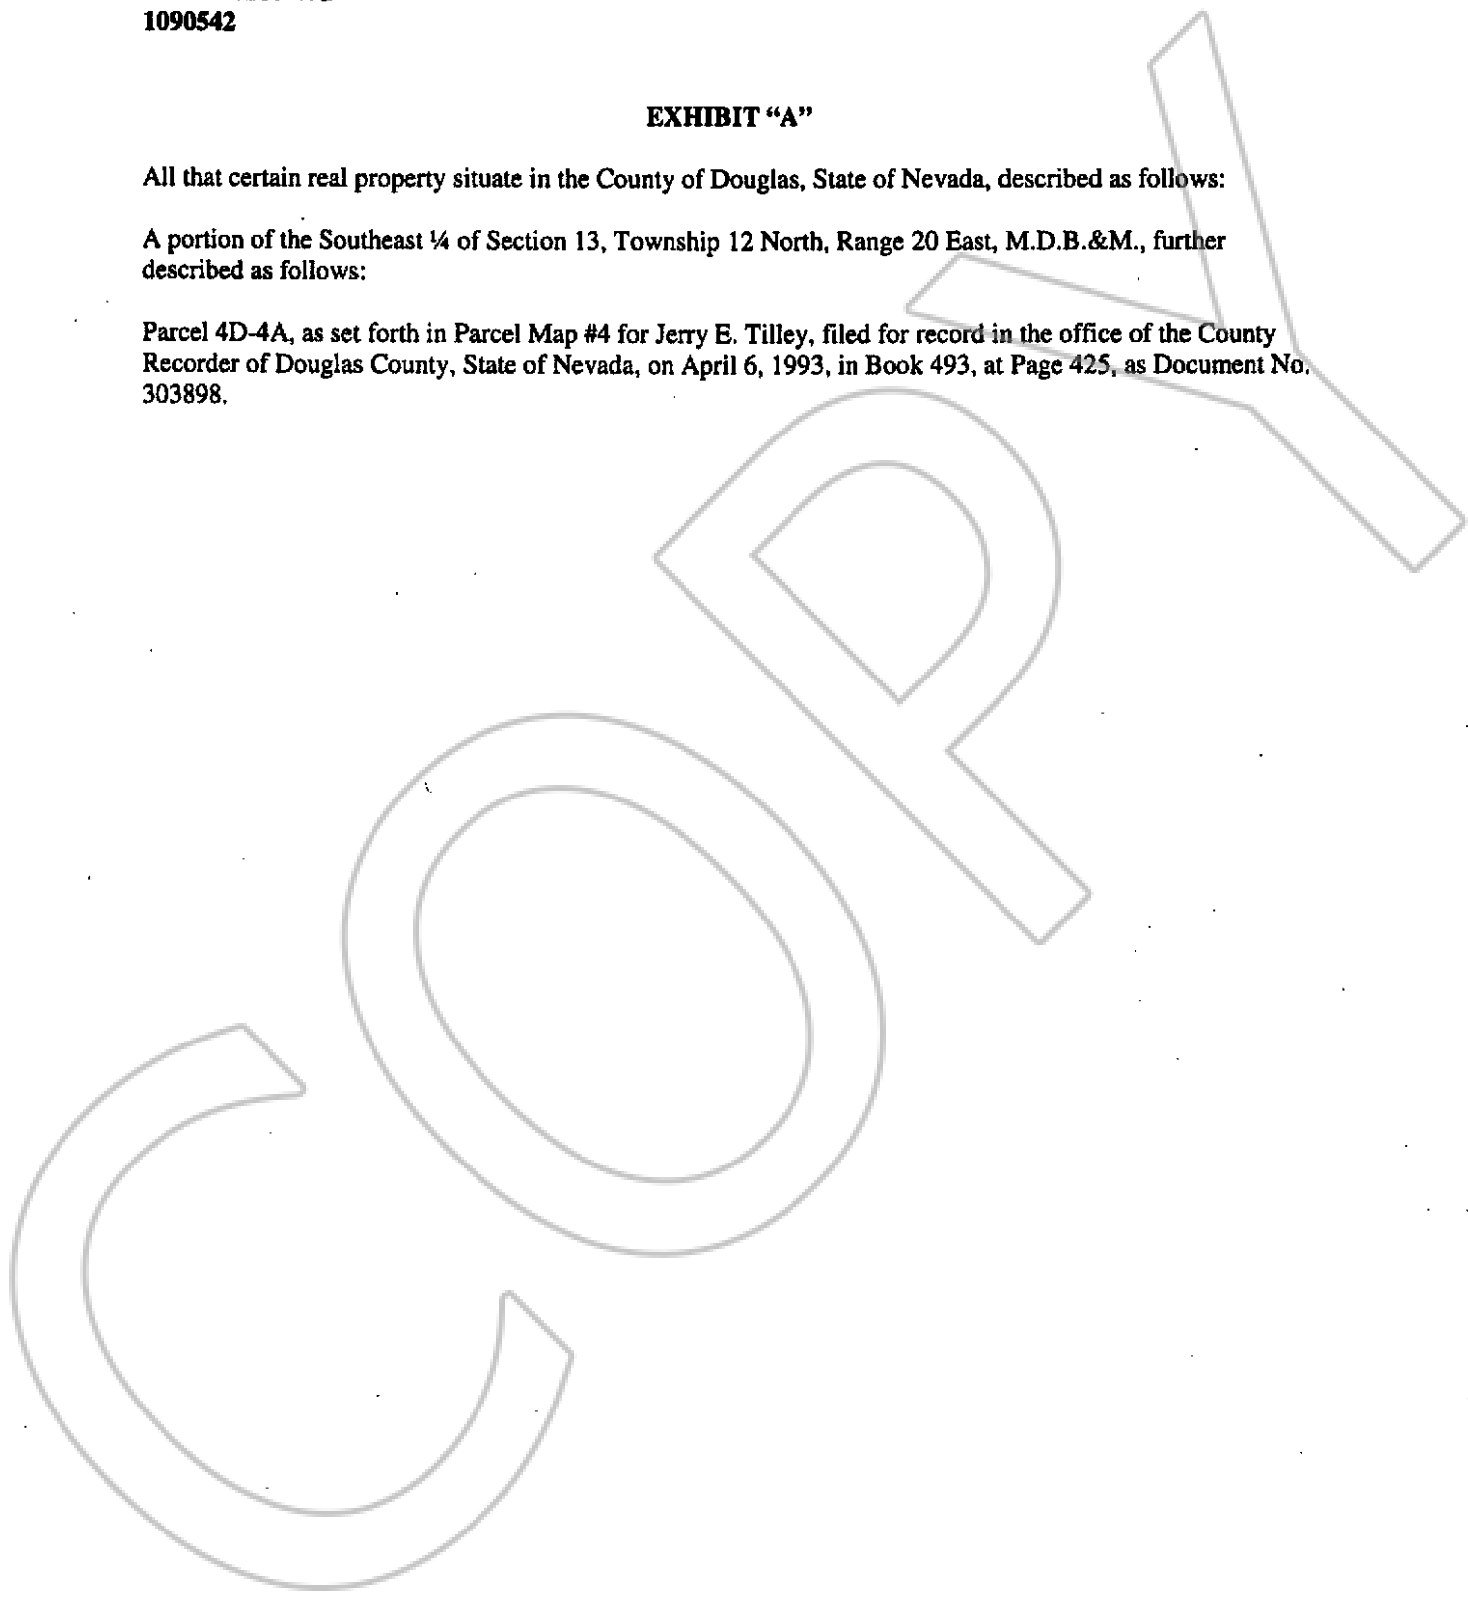 1090542
EXHIBIT “A”
All that certain real property situate in the County of Douglas, State of Nevada, described as follows:
A portion of the Southeast ¼ of Section 13, Township 12 North, Range 20 East, M.D.B.&M., further
described as follows:
Parcel 4D-4A, as set forth in Parcel Map #4 for Jerry E. Tilley, filed for record in the office of the County
Recorder of Douglas County, State of Nevada, on April 6, 1993, in Book 493, at Page 425, as Document No.
303898.
COPY